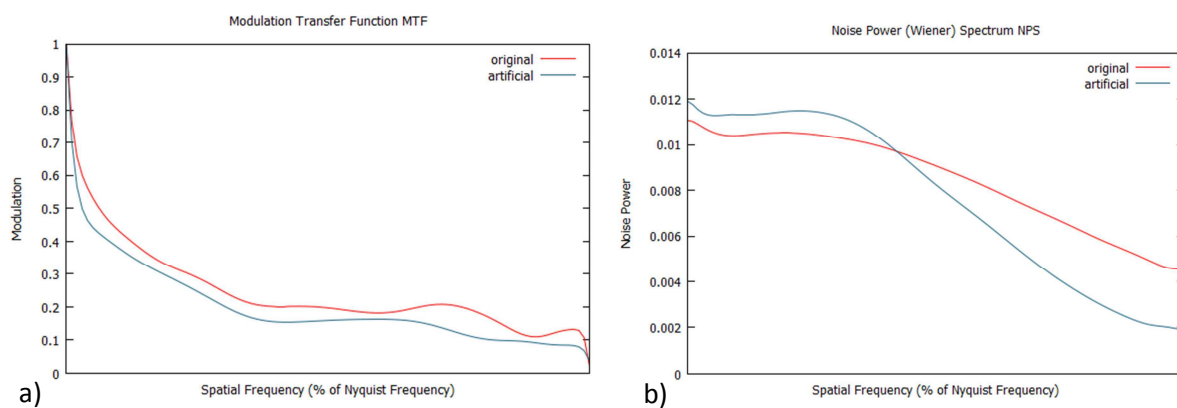 Modulation Transfer Function MTF
original
artificial
1
0.9
0.8
0.7
0.6
0.5
0.4
0.3
0.2
0.1
0
Modulation
Spatial Frequency (% of Nyquist Frequency)
a)
Noise Power (Wiener) Spectrum NPS
original
artificial
0.014
0.012
0.01
0.008
0.006
0.004
0.002
0
Noise Power
Spatial Frequency (% of Nyquist Frequency)
b)